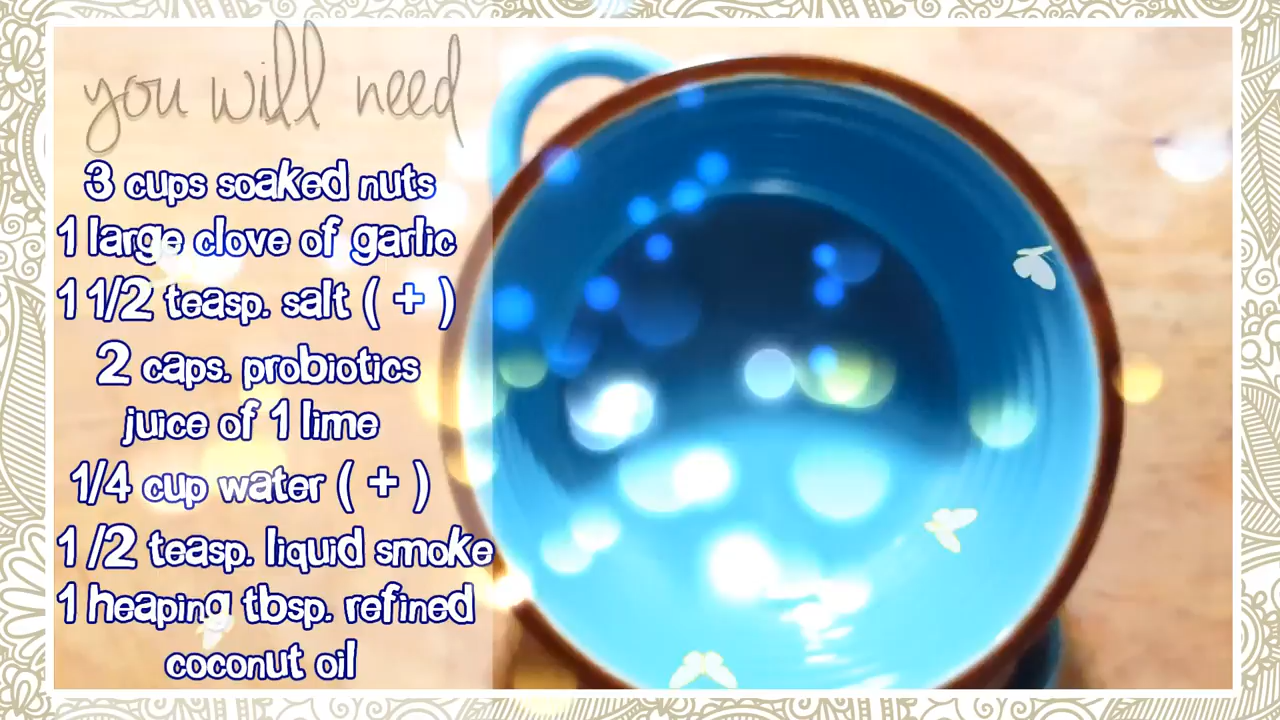 you will need
3 cups soaked nuts
1 large clove of garlic
1 1/2 teasp. salt ( + )
2 caps. probiotics
juice of 1 lime
1/4 cup water ( + )
1/2 teasp. liquid smoke
1 heaping tbsp. refined
coconut oil